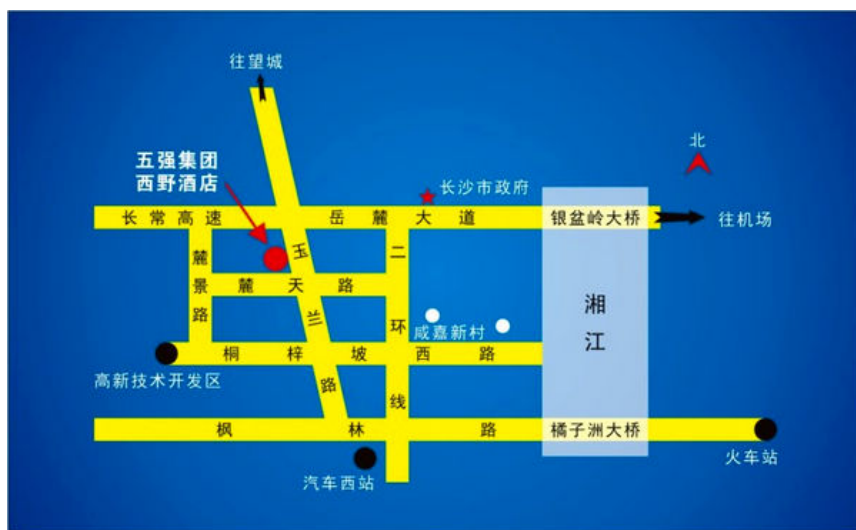 往望城
北
五强集团
西野酒店
长沙市政府
长常高速
岳麓大道
银盆岭大桥
往机场
麓景路
玉兰路
二环线
麓天路
湘江
咸嘉新村
桐梓坡西路
高新技术开发区
枫林路
橘子洲大桥
汽车西站
火车站